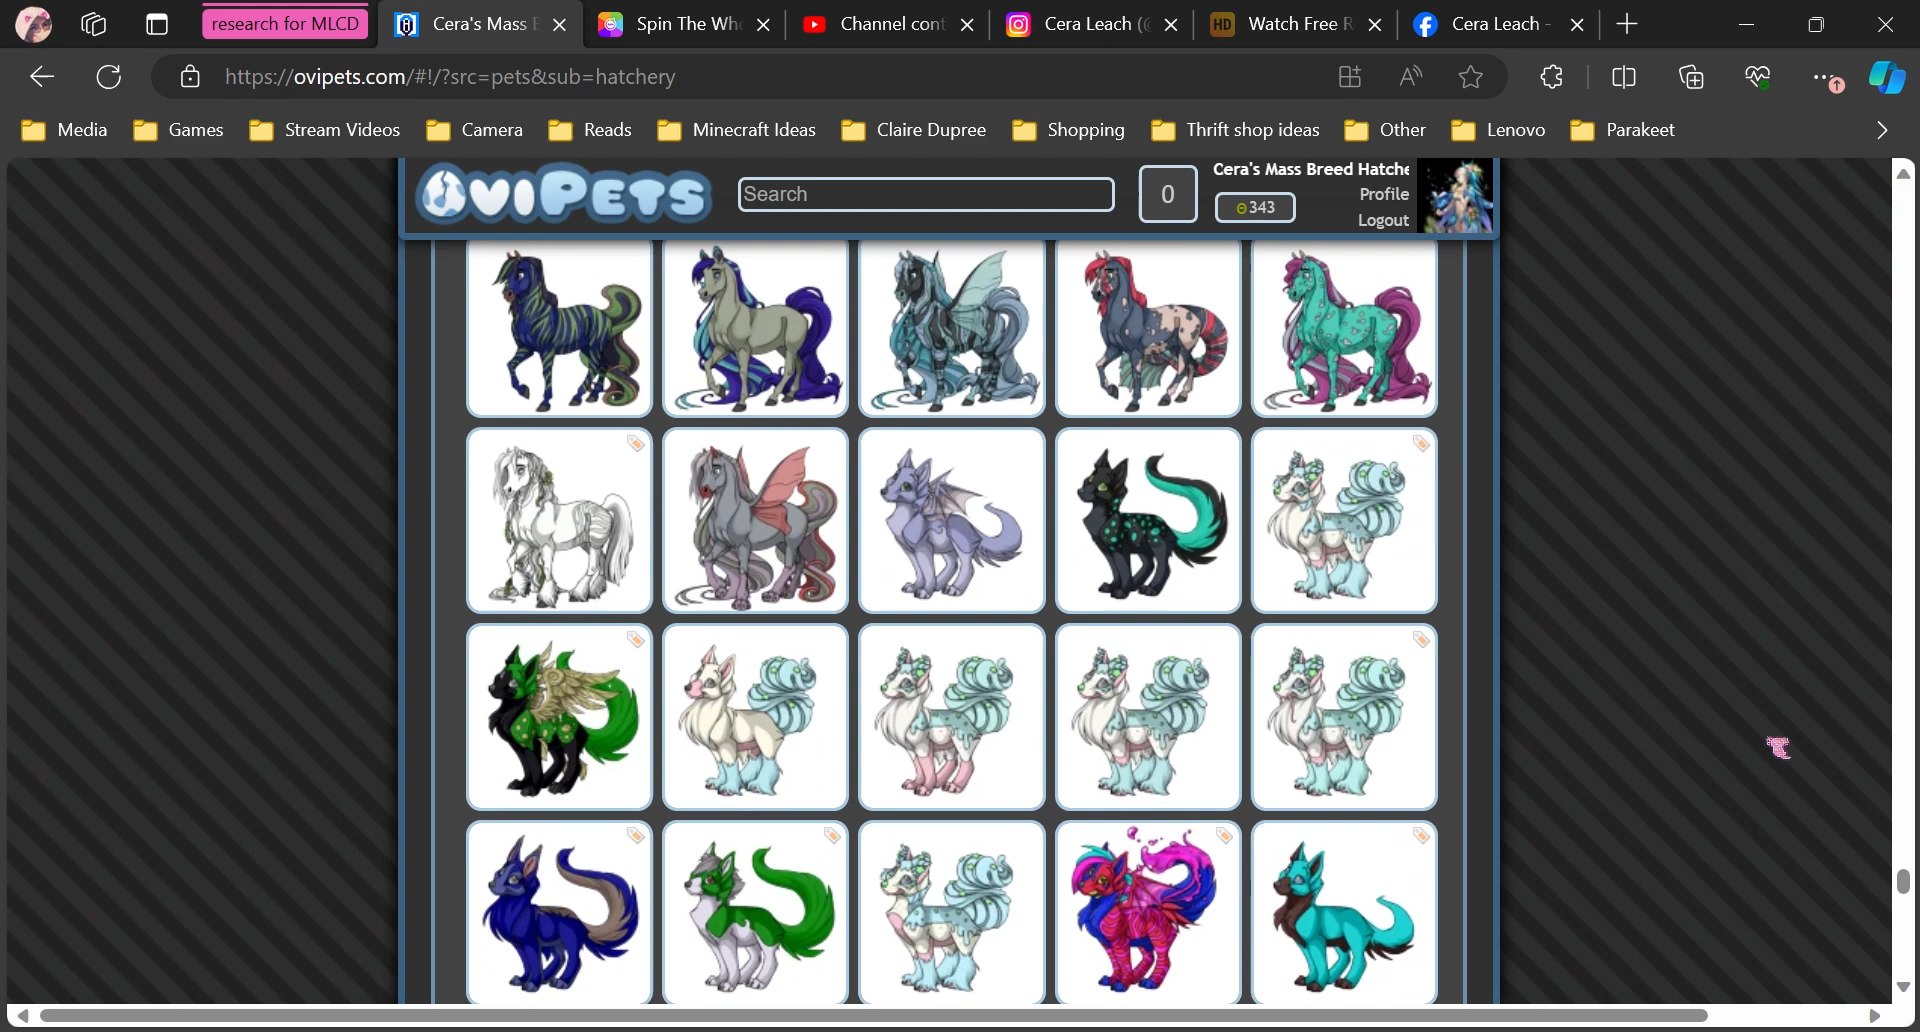 research for MLCD
Cera's Mass E
Spin The Whe
Channel cont
Cera Leach (@
Watch Free R
Cera Leach -
https://ovipets.com/#!/?src=pets&sub=hatchery
Media
Games
Stream Videos
Camera
Reads
Minecraft Ideas
Claire Dupree
Shopping
Thrift shop ideas
Other
Lenovo
Parakeet
OviPets
Search
0
Cera's Mass Breed Hatche
343
Profile
Logout